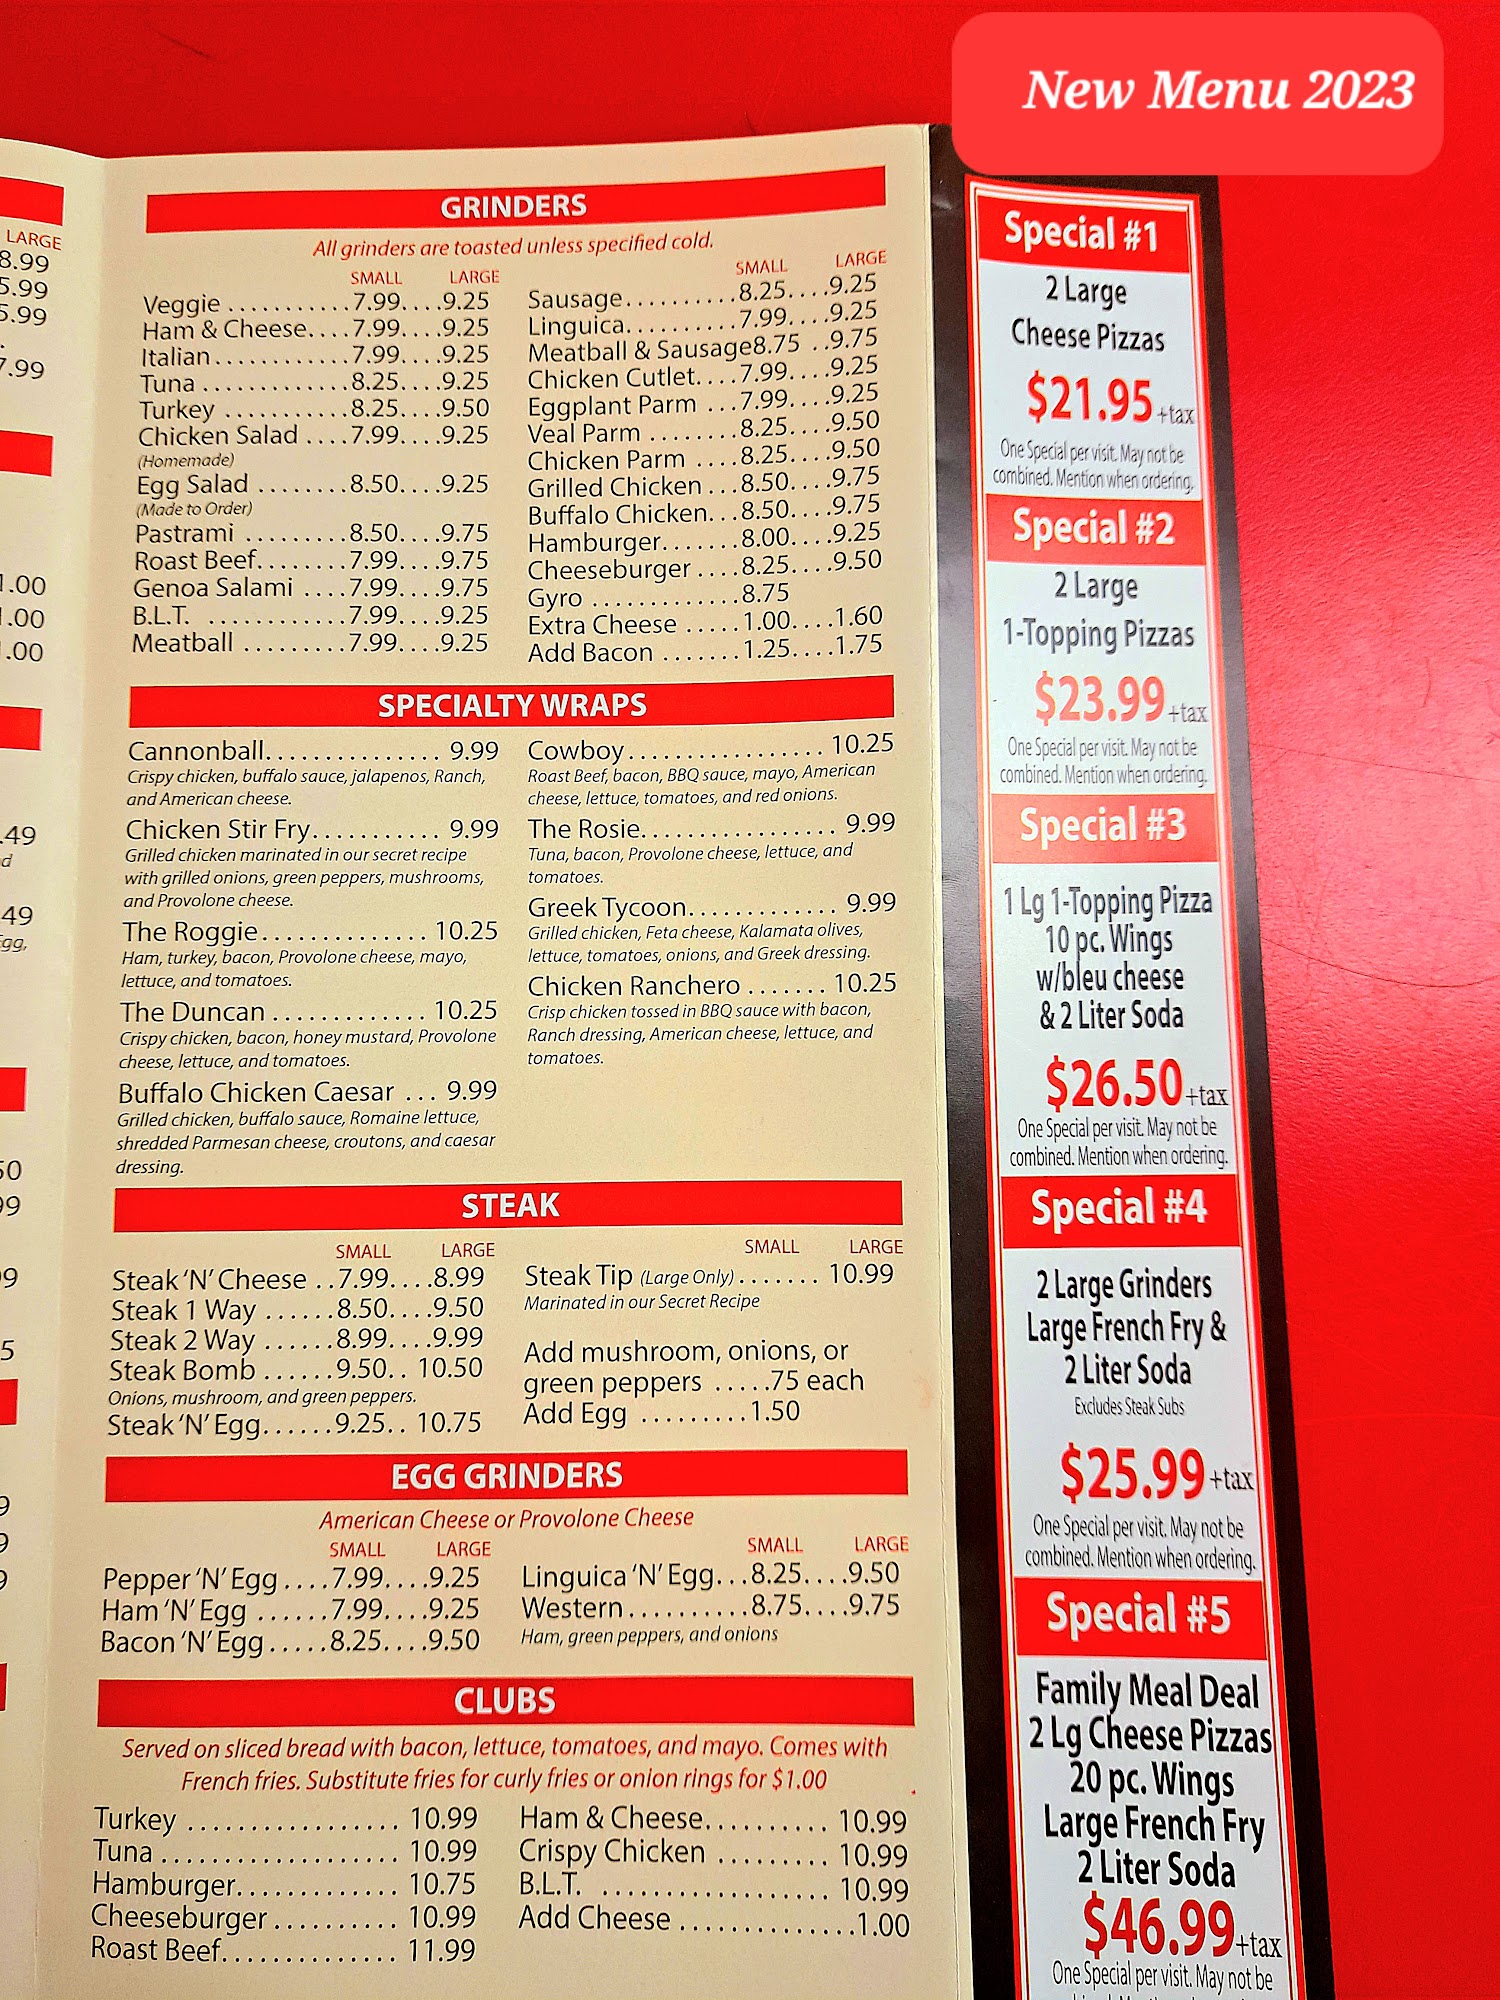 New Menu 2023
LARGE
8.99
5.99
5.99
7.99
1.00
1.00
.00
.49
49
GRINDERS
All grinders are toasted unless specified cold.
SMALL LARGE
Veggie ...........7.99....9.25
Ham & Cheese....7.99....9.25
Italian............7.99....9.25
Tuna .............8.25....9.25
Turkey ...........8.25....9.50
Chicken Salad ....7.99....9.25
(Homemade)
Egg Salad ........8.50....9.25
(Made to Order)
Pastrami .........8.50....9.75
Roast Beef........7.99....9.75
Genoa Salami ....7.99....9.75
B.L.T. ............7.99....9.25
Meatball .........7.99....9.25
SMALL LARGE
Sausage..........8.25....9.25
Linguica..........7.99....9.25
Meatball & Sausage8.75 ..9.75
Chicken Cutlet....7.99....9.25
Eggplant Parm ...7.99....9.25
Veal Parm ........8.25....9.50
Chicken Parm ....8.25....9.50
Grilled Chicken ...8.50....9.75
Buffalo Chicken...8.50....9.75
Hamburger.......8.00....9.25
Cheeseburger ....8.25....9.50
Gyro .............8.75
Extra Cheese .....1.00....1.60
Add Bacon .......1.25....1.75
SPECIALTY WRAPS
Cannonball................ 9.99
Crispy chicken, buffalo sauce, jalapenos, Ranch,
and American cheese.
Chicken Stir Fry........... 9.99
Grilled chicken marinated in our secret recipe
with grilled onions, green peppers, mushrooms,
and Provolone cheese.
The Roggie............... 10.25
Ham, turkey, bacon, Provolone cheese, mayo,
lettuce, and tomatoes.
The Duncan ............. 10.25
Crispy chicken, bacon, honey mustard, Provolone
cheese, lettuce, and tomatoes.
Buffalo Chicken Caesar ... 9.99
Grilled chicken, buffalo sauce, Romaine lettuce,
shredded Parmesan cheese, croutons, and caesar
dressing.
Cowboy.................. 10.25
Roast Beef, bacon, BBQ sauce, mayo, American
cheese, lettuce, tomatoes, and red onions.
The Rosie.................. 9.99
Tuna, bacon, Provolone cheese, lettuce, and
tomatoes.
Greek Tycoon............. 9.99
Grilled chicken, Feta cheese, Kalamata olives,
lettuce, tomatoes, onions, and Greek dressing.
Chicken Ranchero ....... 10.25
Crisp chicken tossed in BBQ sauce with bacon,
Ranch dressing, American cheese, lettuce, and
tomatoes.
STEAK
SMALL LARGE
Steak 'N' Cheese ..7.99....8.99
Steak 1 Way ......8.50....9.50
Steak 2 Way ......8.99....9.99
Steak Bomb ......9.50.. 10.50
Onions, mushroom, and green peppers.
Steak 'N' Egg......9.25.. 10.75
SMALL LARGE
Steak Tip (Large Only)....... 10.99
Marinated in our Secret Recipe
Add mushroom, onions, or
green peppers .....75 each
Add Egg .........1.50
EGG GRINDERS
American Cheese or Provolone Cheese
SMALL LARGE
Pepper 'N' Egg ....7.99....9.25
Ham 'N' Egg ......7.99....9.25
Bacon 'N' Egg.....8.25....9.50
SMALL LARGE
Linguica 'N' Egg...8.25....9.50
Western..........8.75....9.75
Ham, green peppers, and onions
CLUBS
Served on sliced bread with bacon, lettuce, tomatoes, and mayo. Comes with
French fries. Substitute fries for curly fries or onion rings for $1.00
Turkey ................. 10.99
Tuna ................... 10.99
Hamburger............. 10.75
Cheeseburger .......... 10.99
Roast Beef.............. 11.99
Ham & Cheese.......... 10.99
Crispy Chicken ......... 10.99
B.L.T. ................... 10.99
Add Cheese ..............1.00
Special #1
2 Large
Cheese Pizzas
$21.95 +tax
One Special per visit. May not be
combined. Mention when ordering.
Special #2
2 Large
1-Topping Pizzas
$23.99 +tax
One Special per visit. May not be
combined. Mention when ordering.
Special #3
1 Lg 1-Topping Pizza
10 pc. Wings
w/bleu cheese
& 2 Liter Soda
$26.50 +tax
One Special per visit. May not be
combined. Mention when ordering.
Special #4
2 Large Grinders
Large French Fry &
2 Liter Soda
Excludes Steak Subs
$25.99 +tax
One Special per visit. May not be
combined. Mention when ordering.
Special #5
Family Meal Deal
2 Lg Cheese Pizzas
20 pc. Wings
Large French Fry
2 Liter Soda
$46.99 +tax
One Special per visit. May not be